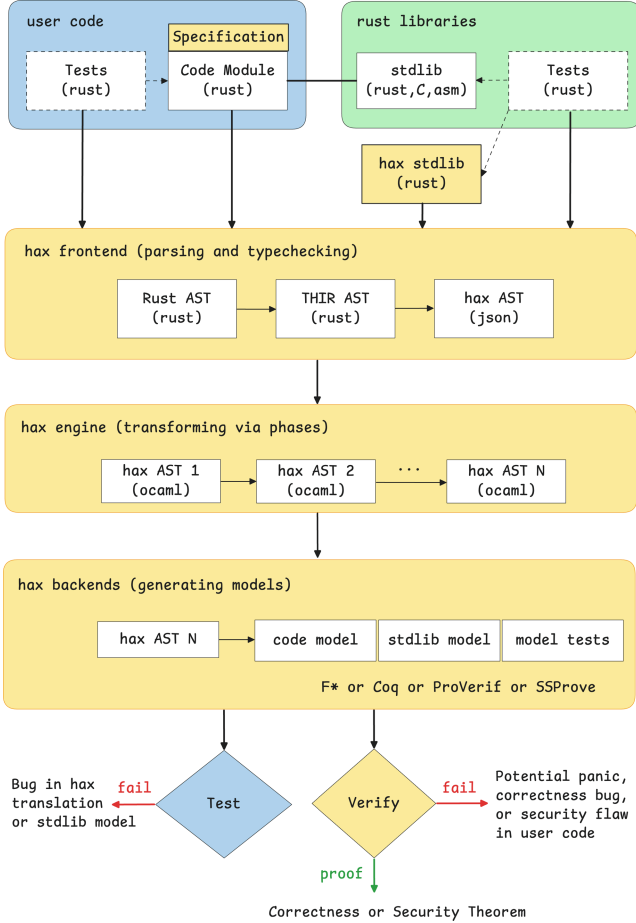 user code
rust libraries
Specification
Tests
(rust)
Code Module
(rust)
stdlib
(rust,C,asm)
Tests
(rust)
hax stdlib
(rust)
hax frontend (parsing and typechecking)
Rust AST
(rust)
THIR AST
(rust)
hax AST
(json)
hax engine (transforming via phases)
hax AST 1
(ocaml)
hax AST 2
(ocaml)
...
hax AST N
(ocaml)
hax backends (generating models)
hax AST N
code model
stdlib model
model tests
F* or Coq or ProVerif or SSProve
Bug in hax
translation
or stdlib model
fail
Test
Verify
fail
Potential panic,
correctness bug,
or security flaw
in user code
proof
Correctness or Security Theorem